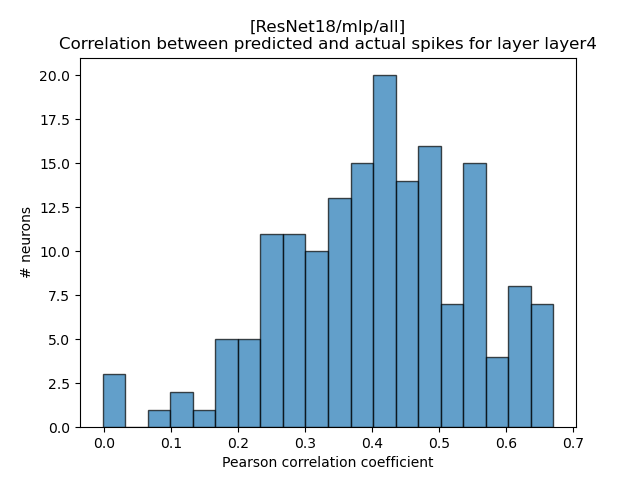 [ResNet18/mlp/all]
Correlation between predicted and actual spikes for layer layer4
20.0
17.5
15.0
12.5
10.0
7.5
5.0
2.5
0.0
# neurons
0.0 0.1 0.2 0.3 0.4 0.5 0.6 0.7
Pearson correlation coefficient